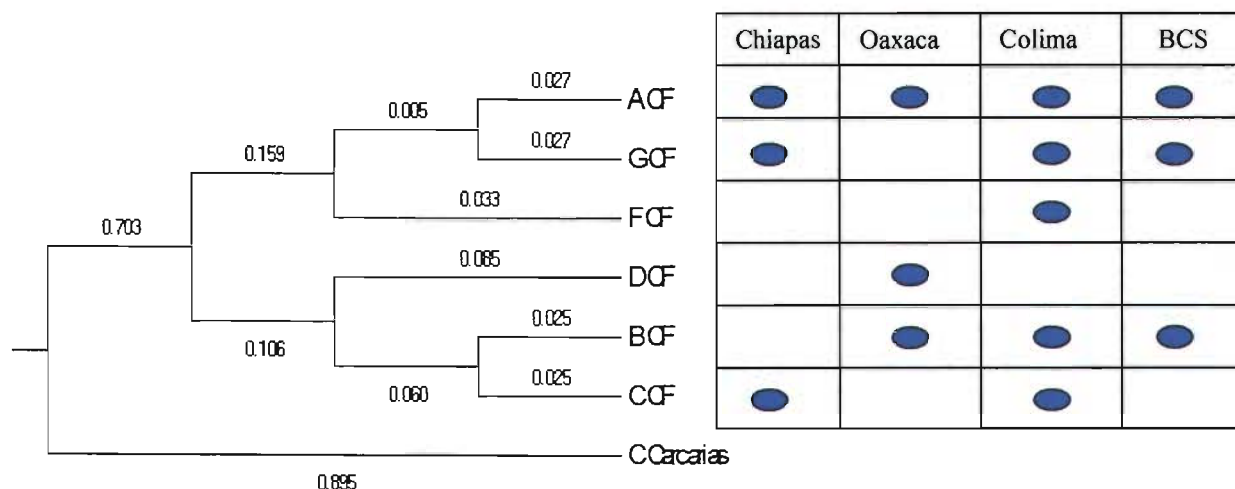 Chiapas Oaxaca Colima BCS
0.027
ACF
0.005
0.027
GCF
0.159
0.033
FCF
0.703
0.085
DCF
0.025
BCF
0.106
0.025
CCF
0.060
CCarcarias
0.895